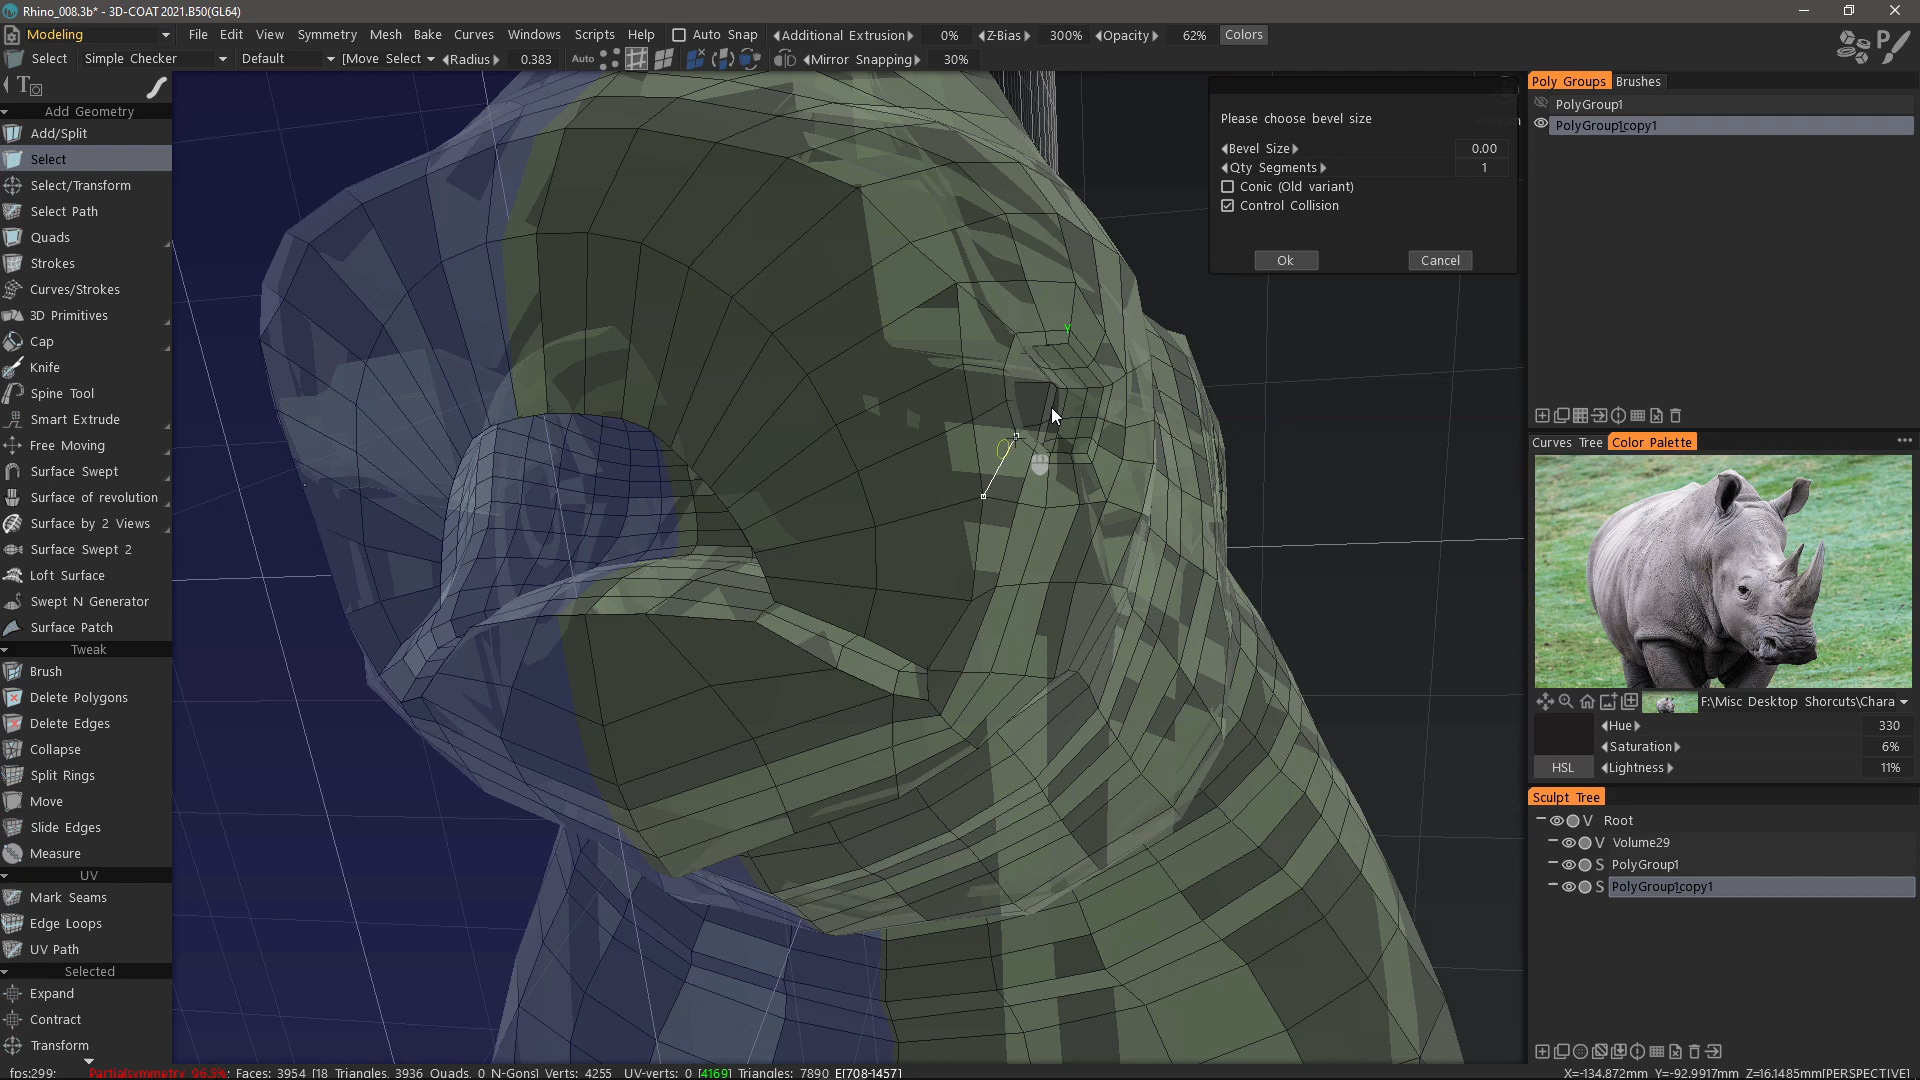 Rhino_008.3b* - 3D-COAT 2021.B50(GL64)
Modeling File Edit View Symmetry Mesh Bake Curves Windows Scripts Help Auto Snap Additional Extrusion 0% Z-Bias 300% Opacity 62% Colors
Select Simple Checker Default [Move Select Radius 0.383 Auto Mirror Snapping 30%
Add Geometry
Add/Split
Select
Select/Transform
Select Path
Quads
Strokes
Curves/Strokes
3D Primitives
Cap
Knife
Spine Tool
Smart Extrude
Free Moving
Surface Swept
Surface of revolution
Surface by 2 Views
Surface Swept 2
Loft Surface
Swept N Generator
Surface Patch
Tweak
Brush
Delete Polygons
Delete Edges
Collapse
Split Rings
Move
Slide Edges
Measure
UV
Mark Seams
Edge Loops
UV Path
Selected
Expand
Contract
Transform
Y
Please choose bevel size
Bevel Size 0.00
Qty Segments 1
Conic (Old variant)
Control Collision
Ok Cancel
Poly Groups Brushes
PolyGroup1
PolyGroup1copy1
Curves Tree Color Palette
F:\Misc Desktop Shorcuts\Chara
Hue 330
Saturation 6%
HSL Lightness 11%
Sculpt Tree
Root
V Volume29
S PolyGroup1
S PolyGroup1copy1
fps:299; Partialsymmetry 96.5%; Faces: 3954 [18 Triangles, 3936 Quads, 0 N-Gons] Verts: 4255 UV-verts: 0 [4169] Triangles: 7890 E[708-1457] X=-134.872mm Y=-92.9917mm Z=16.1485mm[PERSPECTIVE]